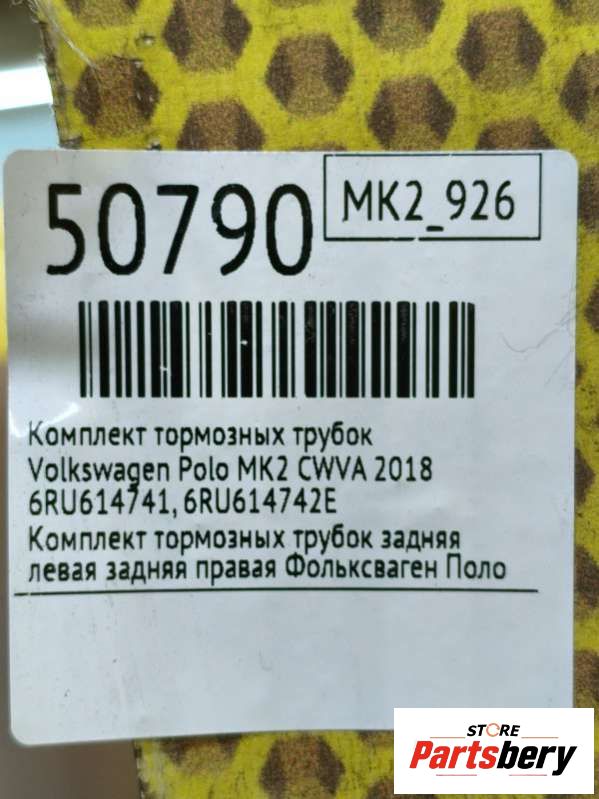 50790
MK2_926
Комплект тормозных трубок
Volkswagen Polo MK2 CWVA 2018
6RU614741, 6RU614742E
Комплект тормозных трубок задняя
левая задняя правая Фольксваген Поло
STORE
Partsbery